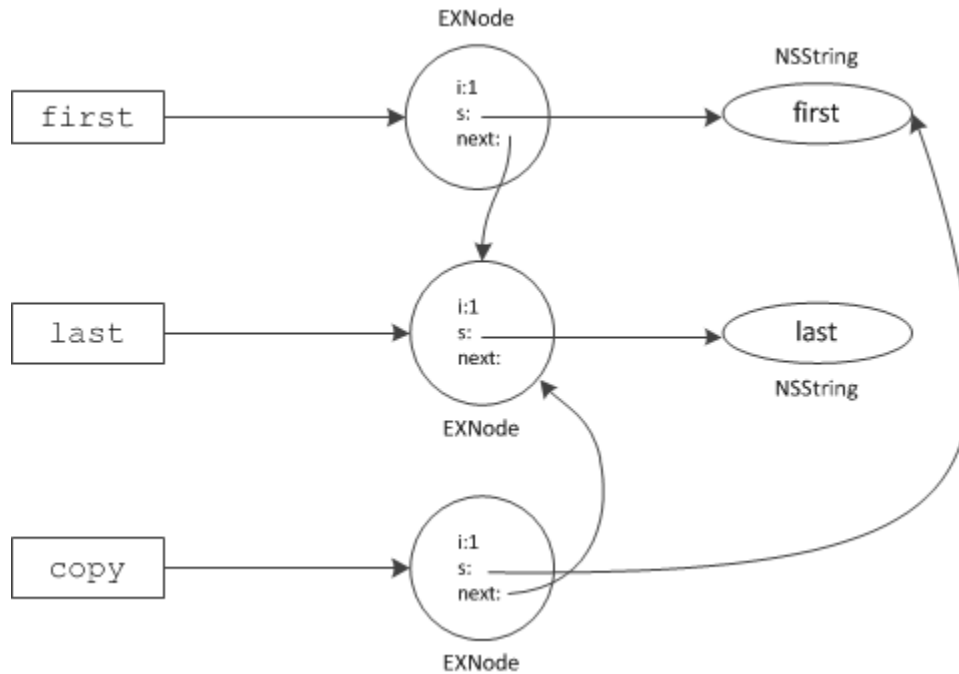 EXNode
NSString
first
i:1
s:
next:
first
last
i:1
s:
next:
last
NSString
EXNode
copy
i:1
s:
next:
EXNode